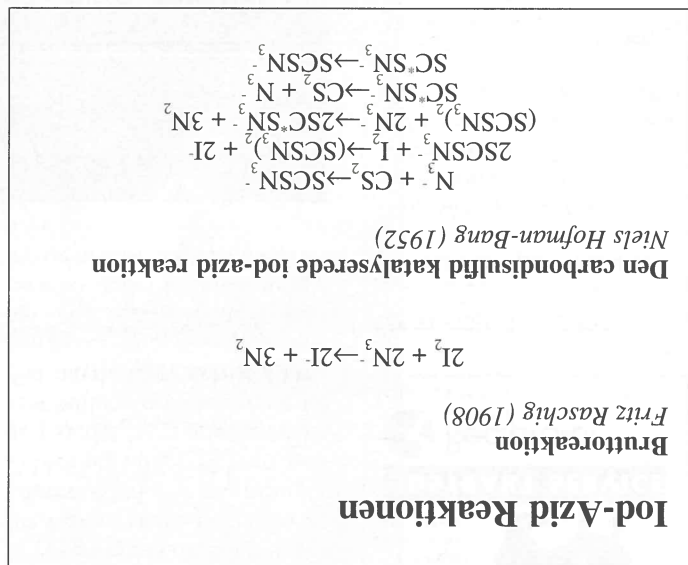 Iod-Azid Reaktionen
Bruttoreaktion
Fritz Raschig (1908)
2I₂ + 2N₃⁻→2I⁻ + 3N₂
Den carbondisulfid katalyserede iod-azid reaktion
Niels Hofman-Bang (1952)
N₃⁻ + CS₂→SCSN₃⁻
2SCSN₃⁻ + I₂→(SCSN₃)₂ + 2I⁻
(SCSN₃)₂ + 2N₃⁻→2SC*SN₃⁻ + 3N₂
SC*SN₃⁻→CS₂ + N₃⁻
SC*SN₃⁻→SCSN₃⁻